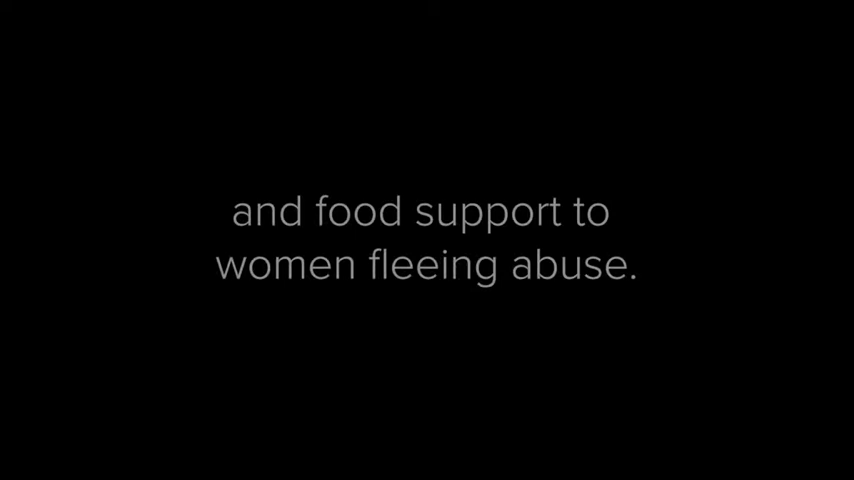 and food support to
women fleeing abuse.